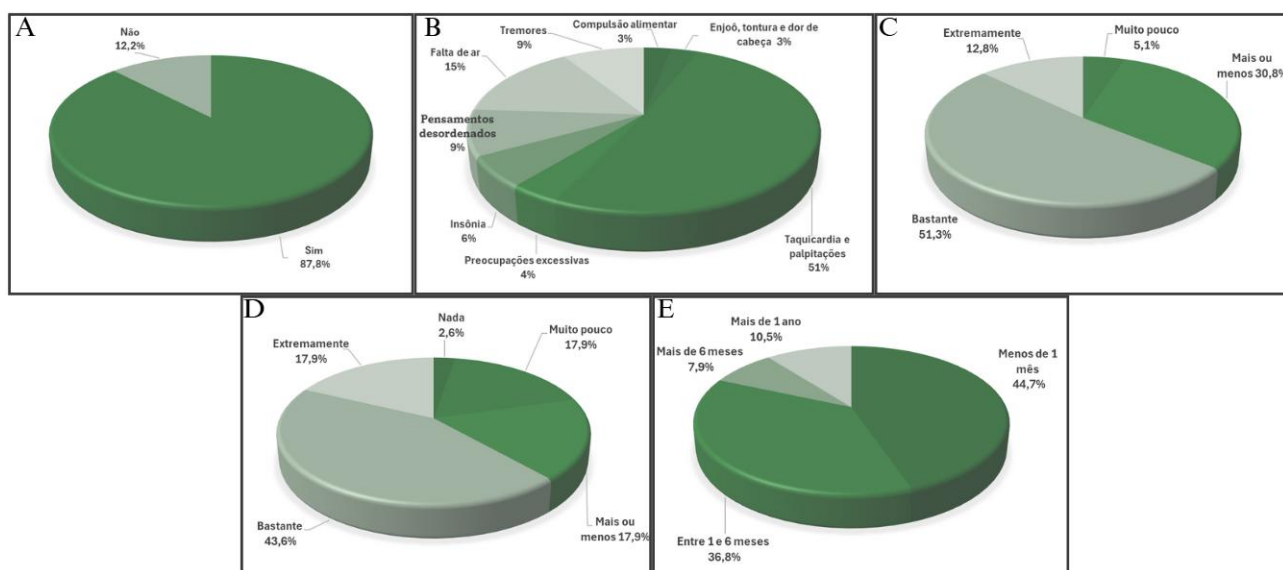 A
Não
12,2%
Sim
87,8%
B
Compulsão alimentar
3%
Enjoô, tontura e dor de
cabeça 3%
Tremores
9%
Falta de ar
15%
Pensamentos
desordenados
9%
Insônia
6%
Preocupações excessivas
4%
Taquicardia e
palpitações
51%
C
Extremamente
12,8%
Muito pouco
5,1%
Mais ou
menos 30,8%
Bastante
51,3%
D
Nada
2,6%
Muito pouco
17,9%
Extremamente
17,9%
Bastante
43,6%
Mais ou
menos 17,9%
E
Mais de 1 ano
10,5%
Mais de 6 meses
7,9%
Menos de 1
mês
44,7%
Entre 1 e 6 meses
36,8%